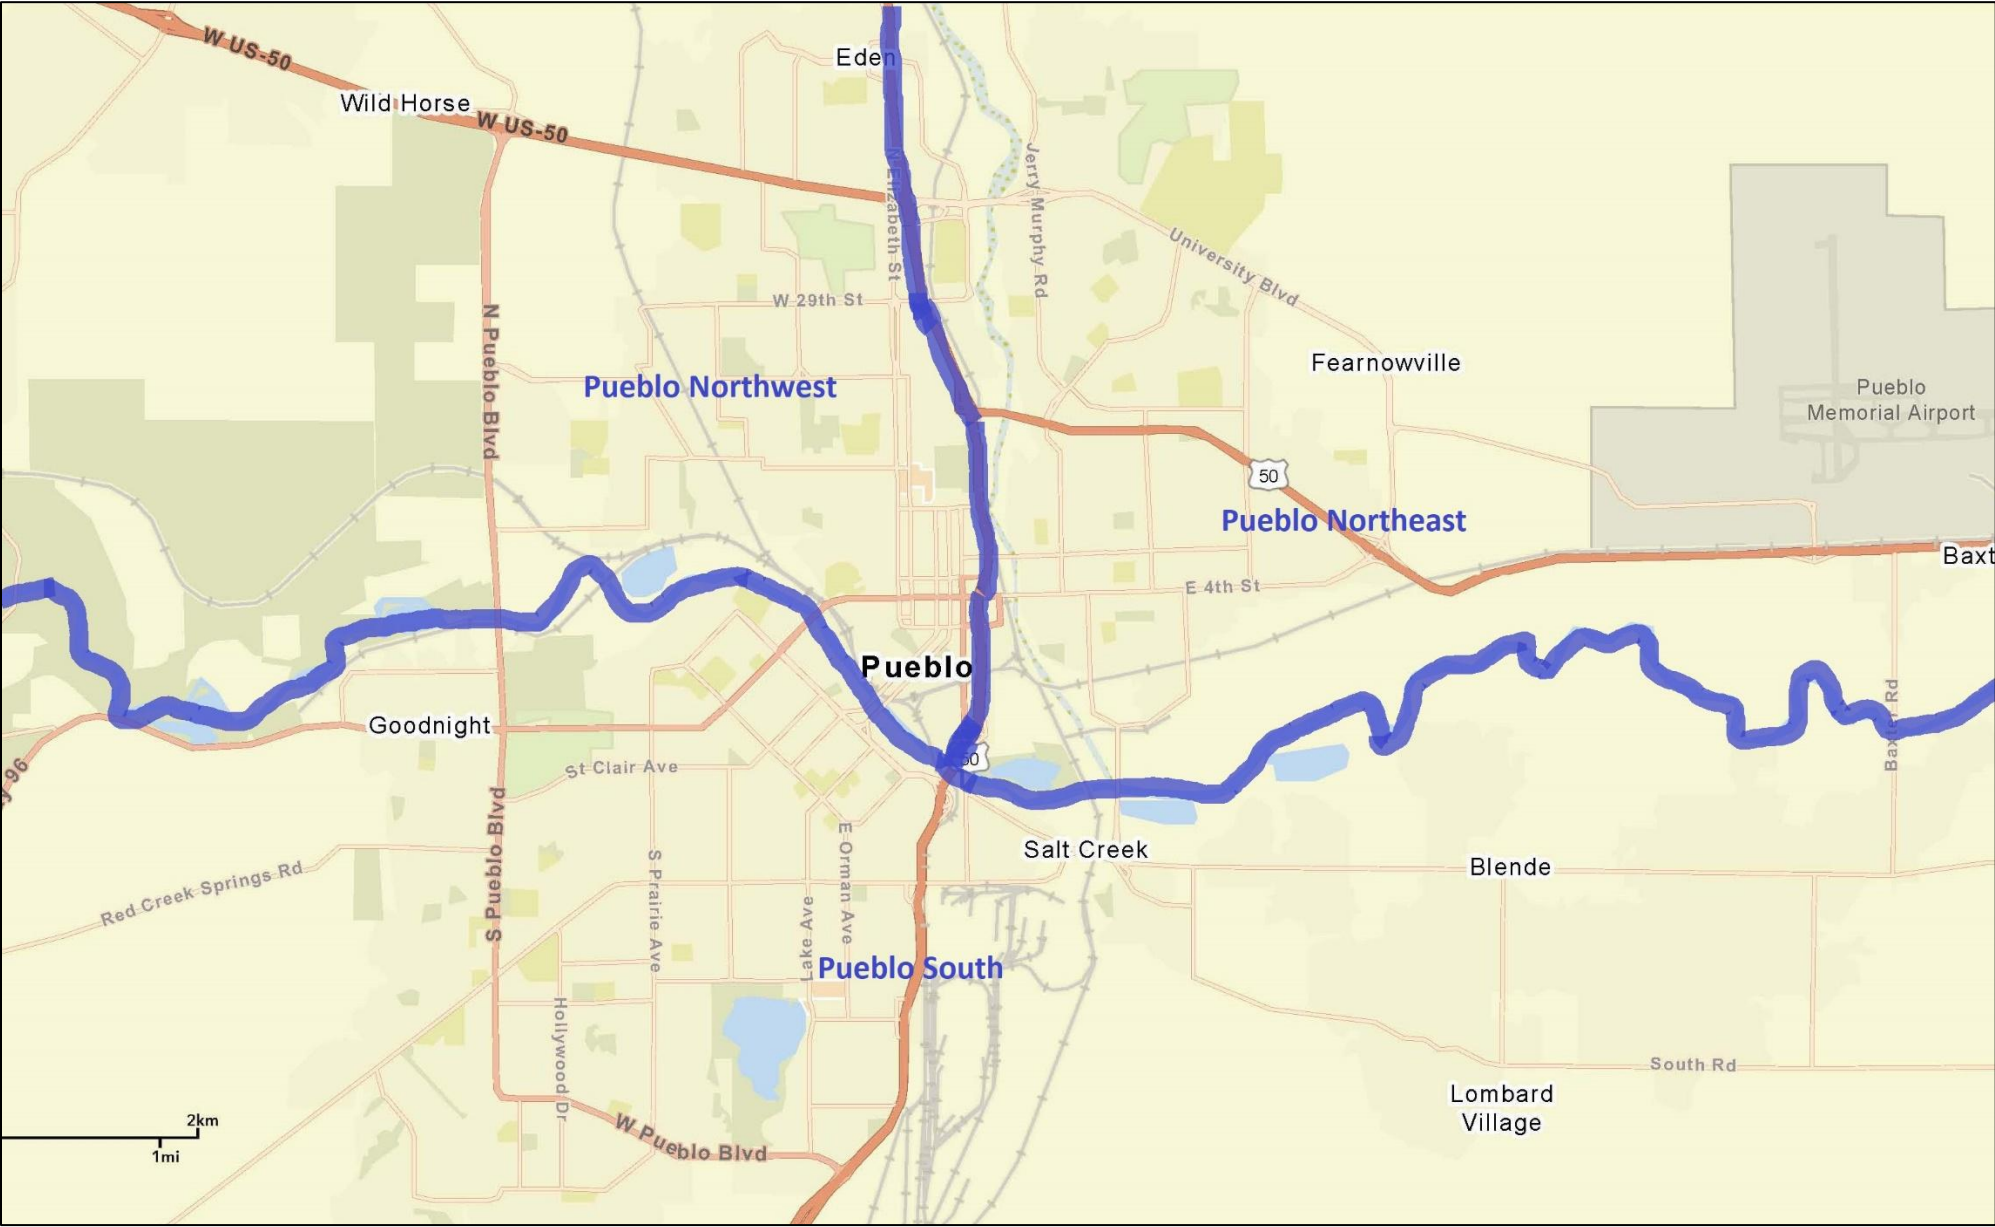 W US-50
Eden
Wild Horse
W US-50
N Elizabeth St
Jerry Murphy Rd
University Blvd
W 29th St
N Pueblo Blvd
Fearnowville
Pueblo Northwest
Pueblo
Memorial Airport
50
Pueblo Northeast
Baxt
E 4th St
Pueblo
Goodnight
50
St Clair Ave
Baxter Rd
y 96
S Pueblo Blvd
Salt Creek
Blende
Red Creek Springs Rd
S Prairie Ave
E Orman Ave
Lake Ave
Pueblo South
Hollywood Dr
South Rd
Lombard
Village
2km
1mi
W Pueblo Blvd